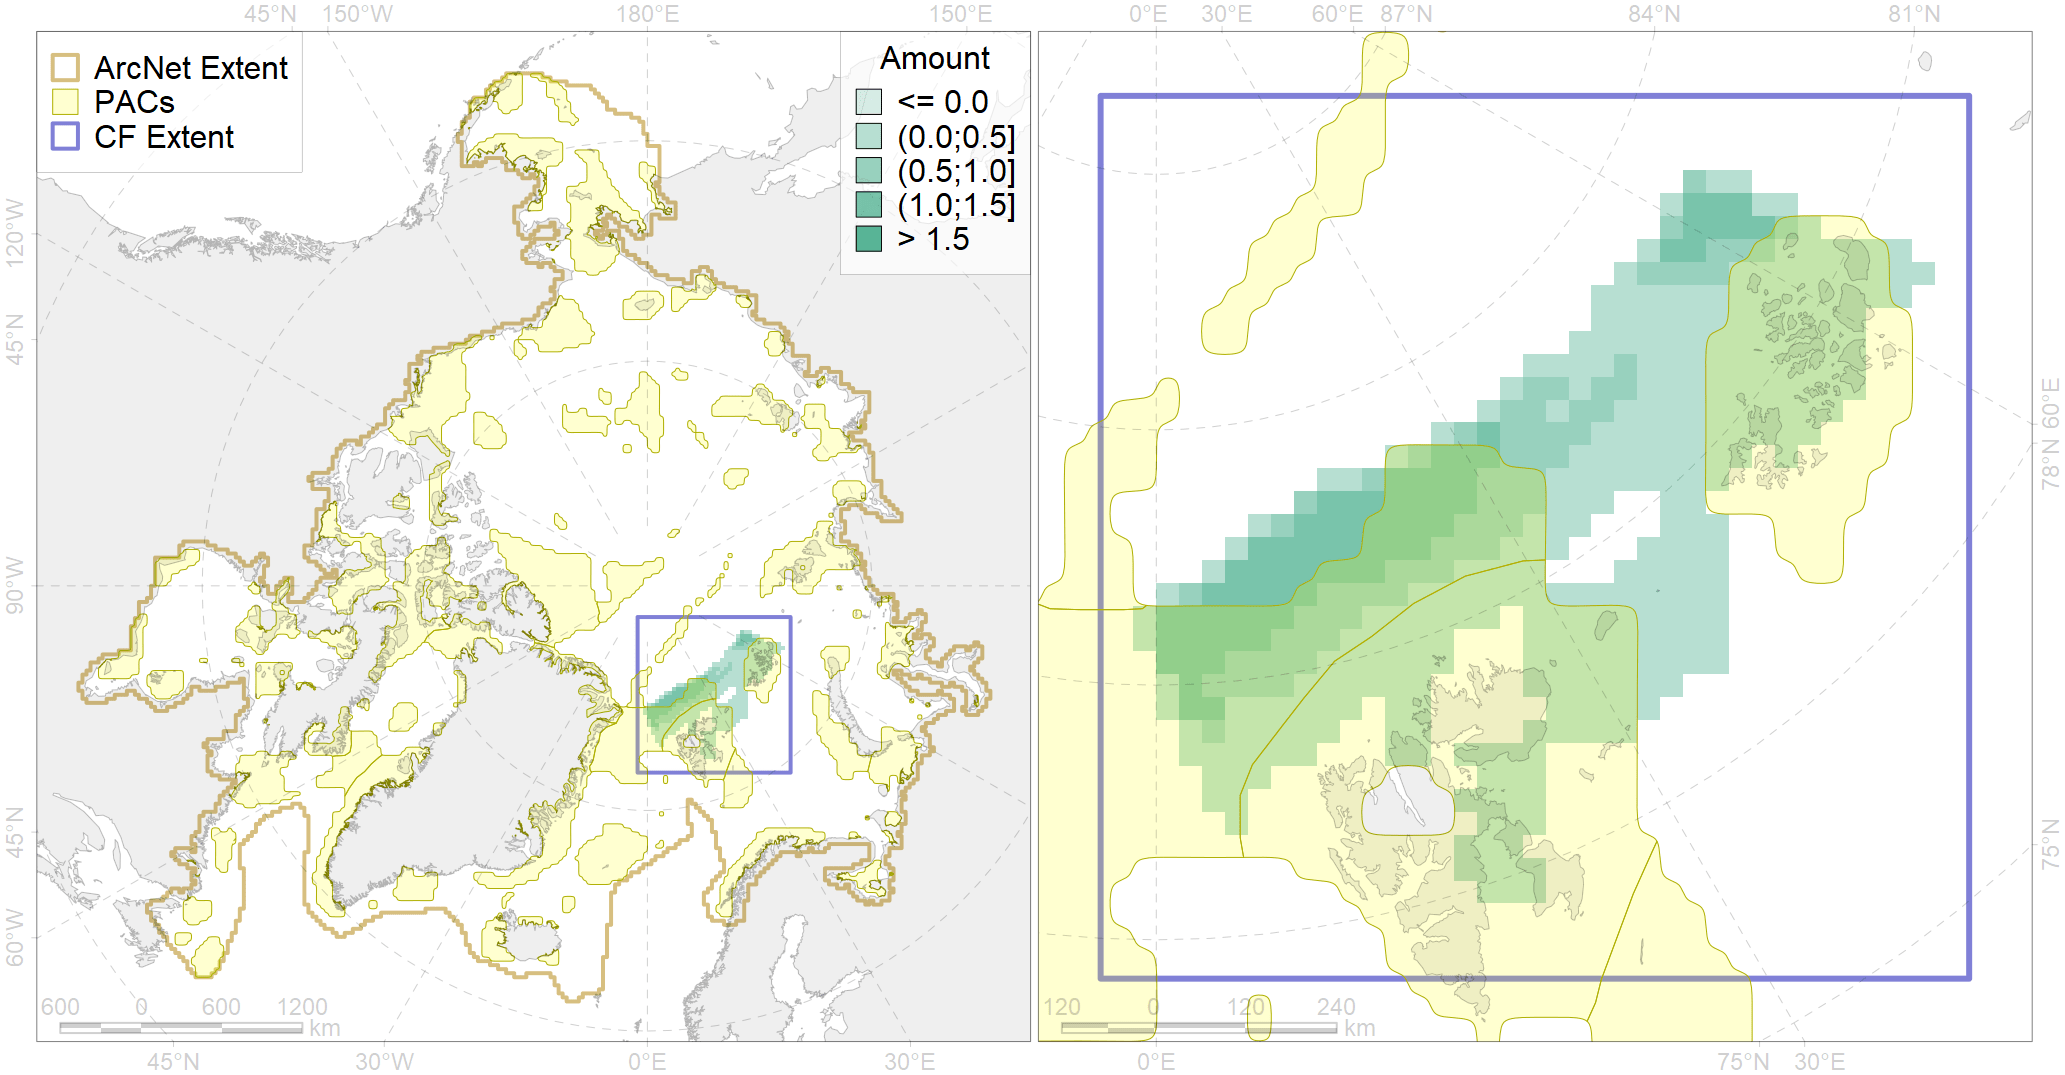 45°N 150°W 180°E 150°E 0°E 30°E 60°E 87°N 84°N 81°N
ArcNet Extent
PACs
CF Extent
Amount
<= 0.0
(0.0;0.5]
(0.5;1.0]
(1.0;1.5]
> 1.5
120°W
45°N
90°W
45°N
60°W
60°E
78°N
75°N
600 0 600 1200
km
120 0 120 240
km
45°N 30°W 0°E 30°E 0°E 75°N 30°E